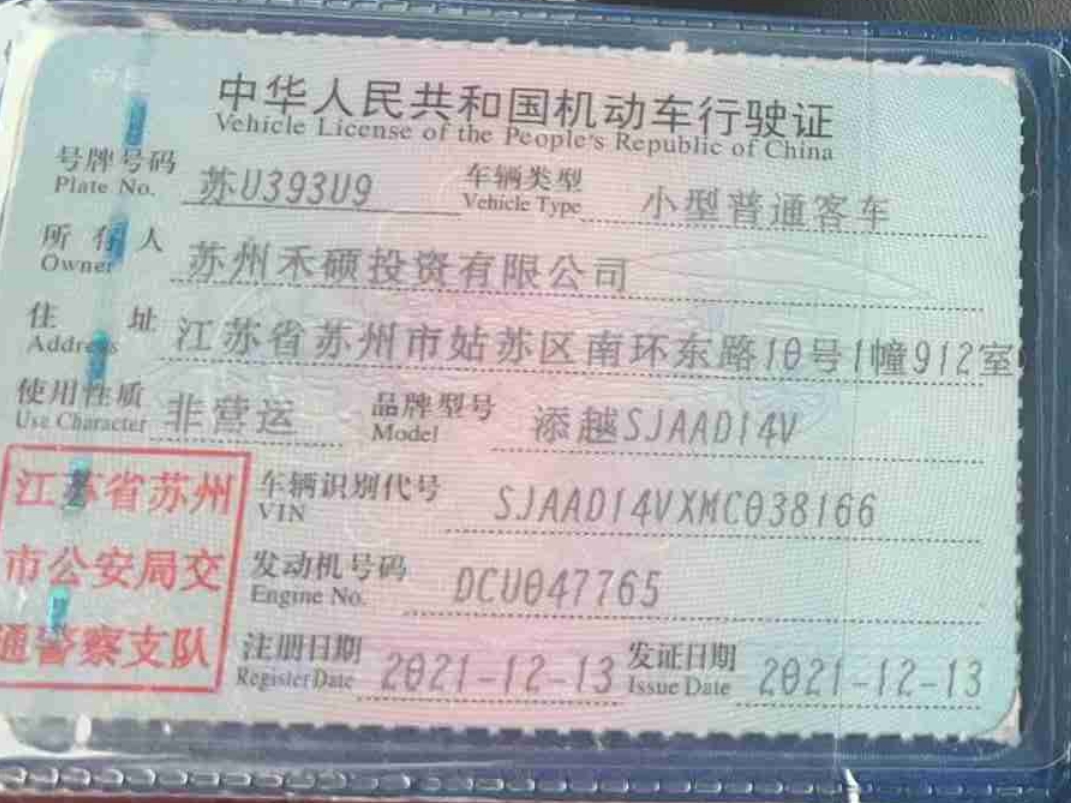 中华人民共和国机动车行驶证
Vehicle License of the People's Republic of China
号牌号码 苏U393U9 车辆类型 小型普通客车
Plate No. Vehicle Type
所有人 苏州禾硕投资有限公司
Owner
住址 江苏省苏州市姑苏区南环东路10号1幢912室
Address
使用性质 非营运 品牌型号 添越SJAAD14V
Use Character Model
江苏省苏州 车辆识别代号 SJAAD14VXMC038166
VIN
市公安局交 发动机号码 DCU047765
Engine No.
通警察支队 注册日期 2021-12-13 发证日期 2021-12-13
Register Date Issue Date